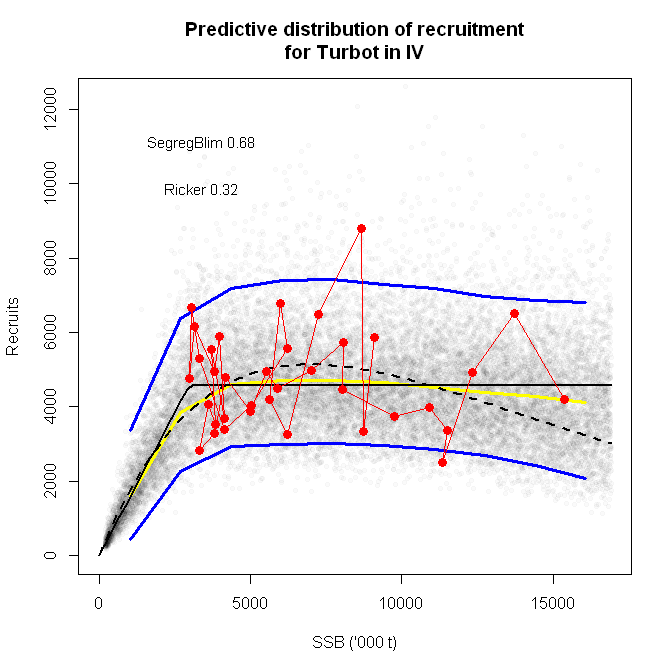 Predictive distribution of recruitment
for Turbot in IV
SegregBlim 0.68
Ricker 0.32
Recruits
12000
10000
8000
6000
4000
2000
0
0 5000 10000 15000
SSB ('000 t)